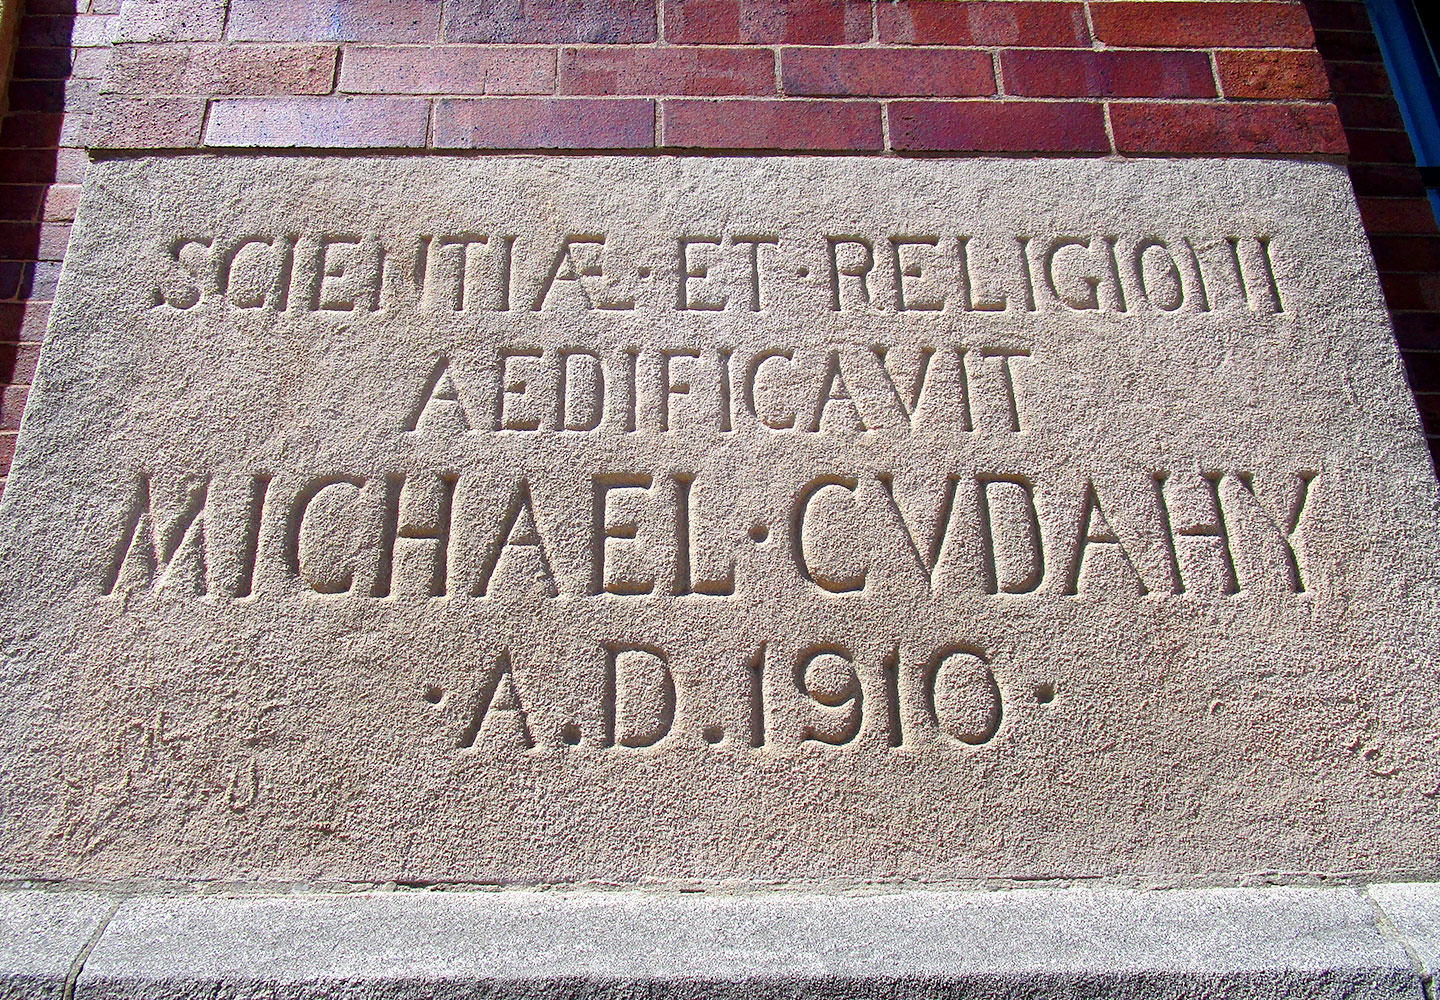 SCIENTIÆ · ET · RELIGIONI
AEDIFICAVIT
MICHAEL · CVDAHY
· A.D. 1910 ·